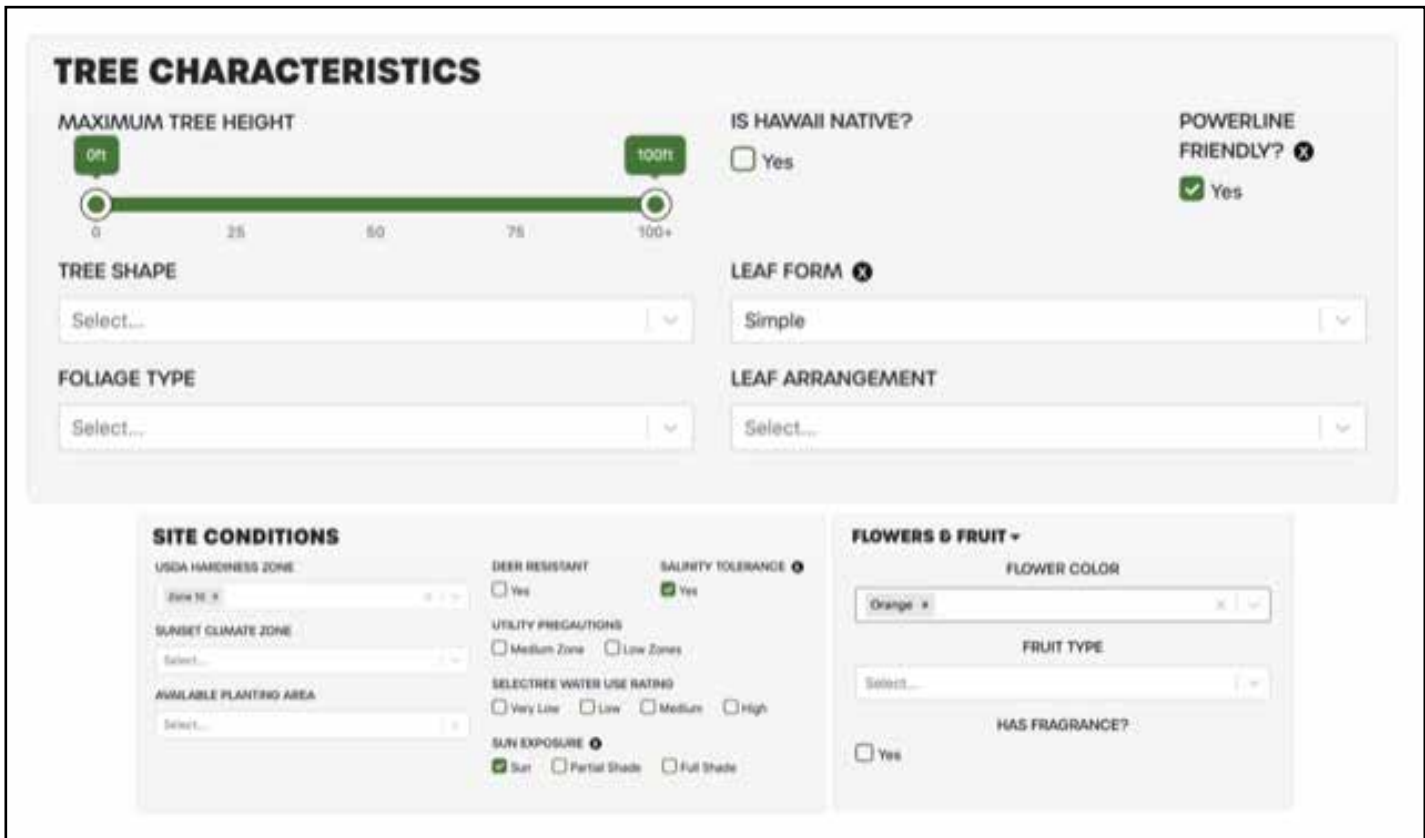 TREE CHARACTERISTICS
MAXIMUM TREE HEIGHT
0ft
100ft
0 25 50 75 100+
IS HAWAII NATIVE?
Yes
POWERLINE
FRIENDLY? X
Yes
TREE SHAPE
Select...
LEAF FORM X
Simple
FOLIAGE TYPE
Select...
LEAF ARRANGEMENT
Select...
SITE CONDITIONS
USDA HARDINESS ZONE
Zone 10 ×
SUNSET CLIMATE ZONE
Select...
AVAILABLE PLANTING AREA
Select...
DEER RESISTANT
Yes
SALINITY TOLERANCE X
Yes
UTILITY PRECAUTIONS
Medium Zone Low Zones
SELECTREE WATER USE RATING
Very Low Low Medium High
SUN EXPOSURE X
Sun Partial Shade Full Shade
FLOWERS & FRUIT
FLOWER COLOR
Orange ×
FRUIT TYPE
Select...
HAS FRAGRANCE?
Yes